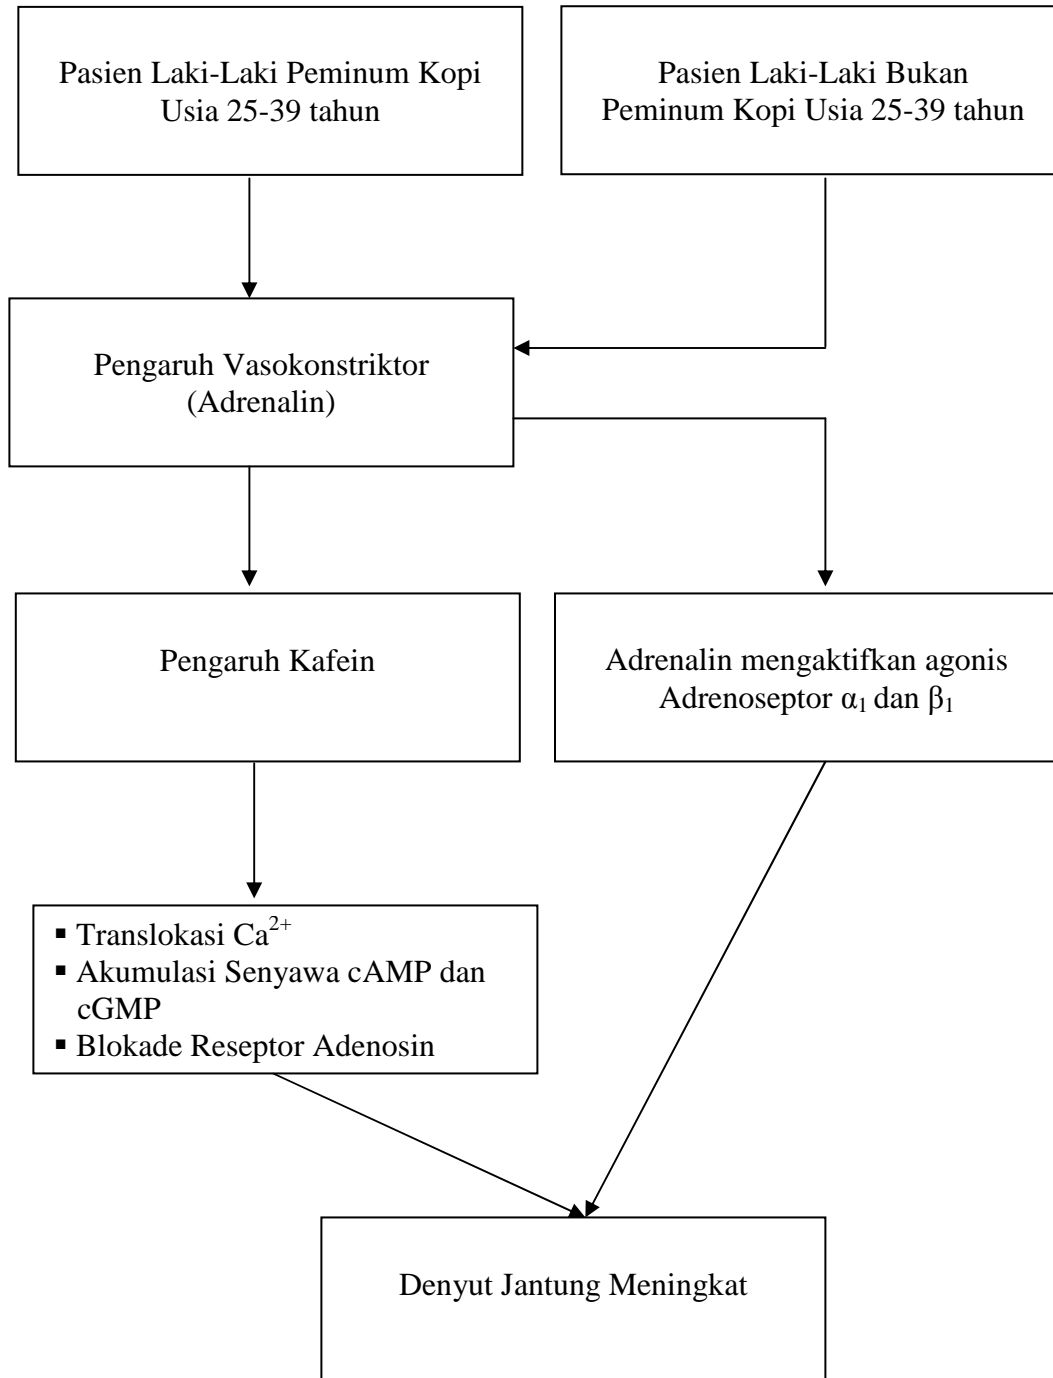 Pasien Laki-Laki Peminum Kopi
Usia 25-39 tahun
Pasien Laki-Laki Bukan
Peminum Kopi Usia 25-39 tahun
Pengaruh Vasokonstriktor
(Adrenalin)
Pengaruh Kafein
Adrenalin mengaktifkan agonis
Adrenoseptor α₁ dan β₁
▪ Translokasi Ca²⁺
▪ Akumulasi Senyawa cAMP dan
cGMP
▪ Blokade Reseptor Adenosin
Denyut Jantung Meningkat